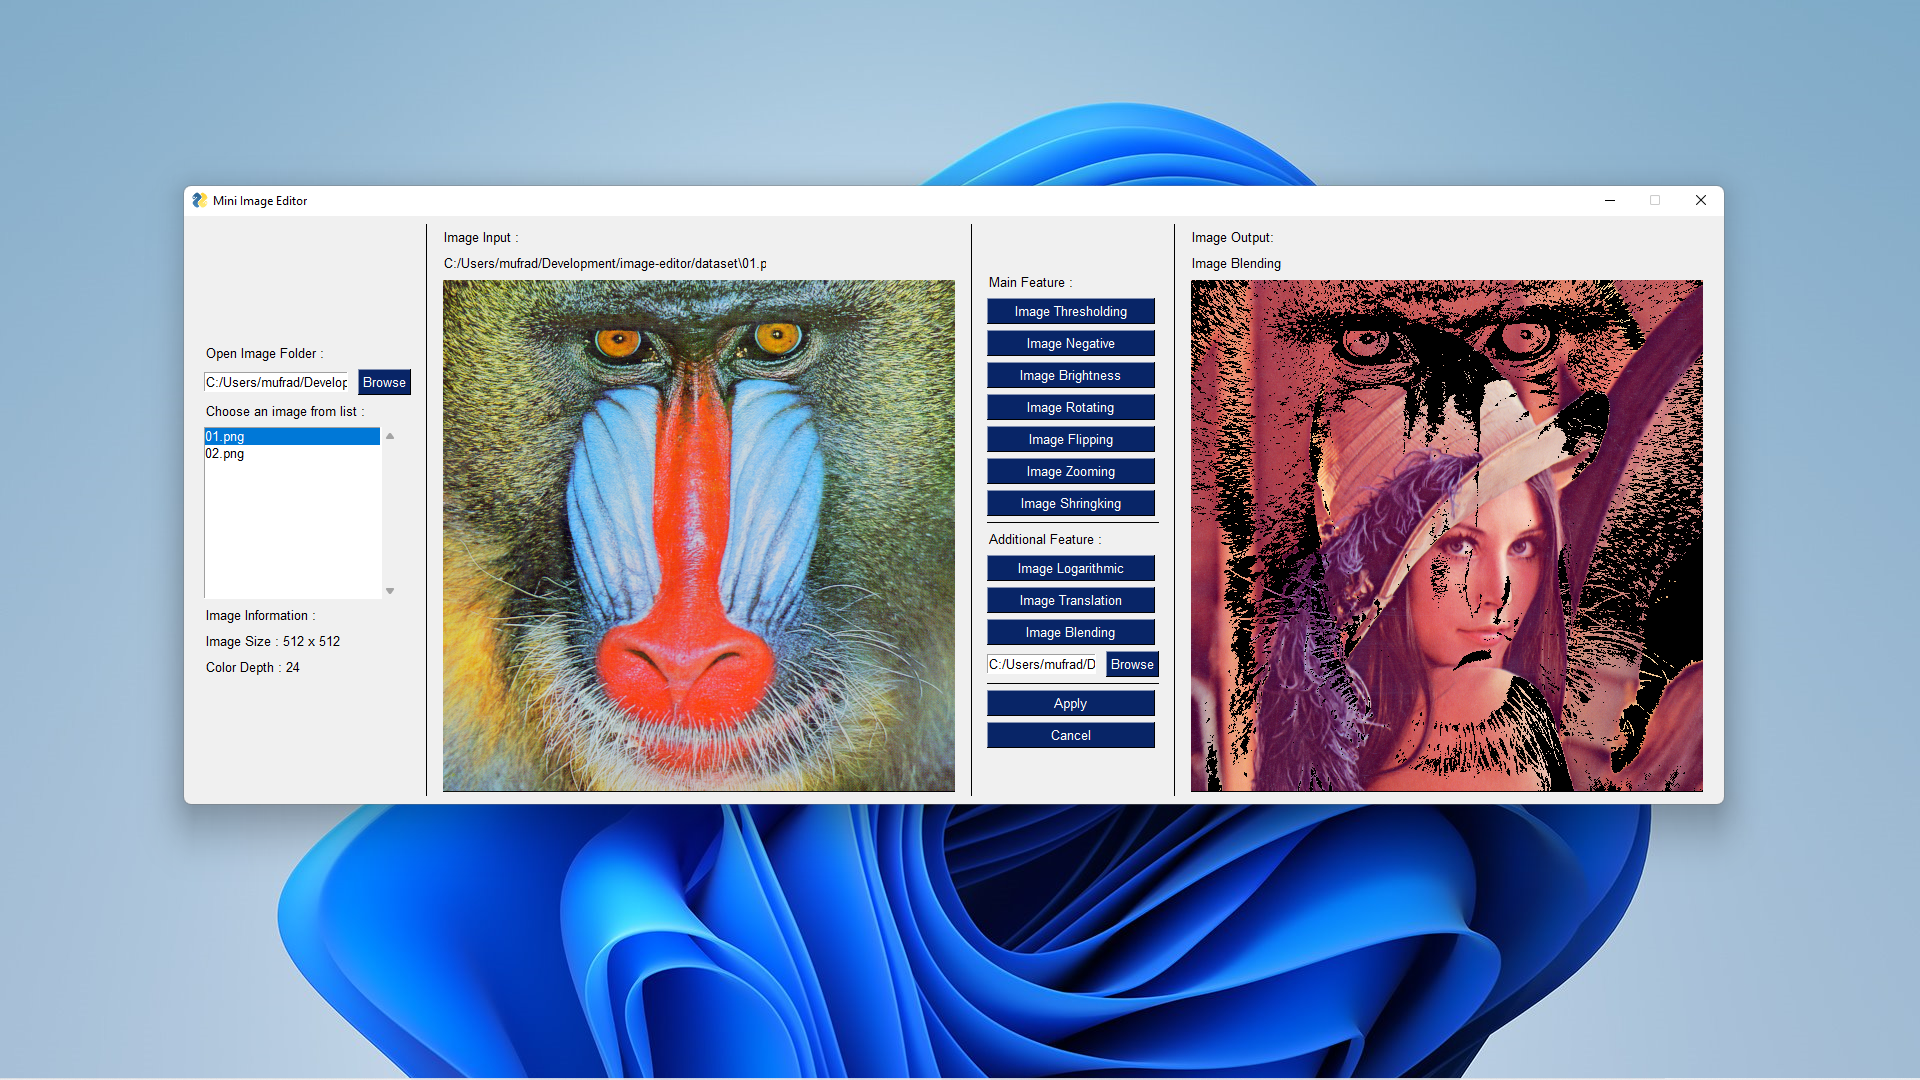 Mini Image Editor
Open Image Folder :
C:/Users/mufrad/Develop
Browse
Choose an image from list :
01.png
02.png
Image Information :
Image Size : 512 x 512
Color Depth : 24
Image Input :
C:/Users/mufrad/Development/image-editor/dataset\01.p
Main Feature :
Image Thresholding
Image Negative
Image Brightness
Image Rotating
Image Flipping
Image Zooming
Image Shringking
Additional Feature :
Image Logarithmic
Image Translation
Image Blending
C:/Users/mufrad/D
Browse
Apply
Cancel
Image Output:
Image Blending